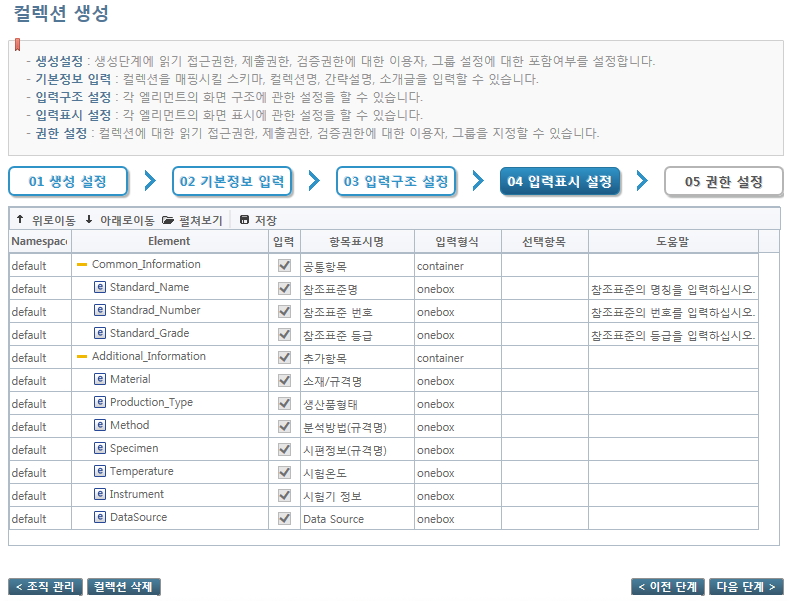 컬렉션 생성
- 생성설정 : 생성단계에 읽기 접근권한, 제출권한, 검증권한에 대한 이용자, 그룹 설정에 대한 포함여부를 설정합니다.
- 기본정보 입력 : 컬렉션을 매핑시킬 스키마, 컬렉션명, 간략설명, 소개글을 입력할 수 있습니다.
- 입력구조 설정 : 각 엘리먼트의 화면 구조에 관한 설정을 할 수 있습니다.
- 입력표시 설정 : 각 엘리먼트의 화면 표시에 관한 설정을 할 수 있습니다.
- 권한 설정 : 컬렉션에 대한 읽기 접근권한, 제출권한, 검증권한에 대한 이용자, 그룹을 지정할 수 있습니다.
01 생성 설정 02 기본정보 입력 03 입력구조 설정 04 입력표시 설정 05 권한 설정
위로이동 아래로이동 펼쳐보기 저장
Namespac Element 입력 항목표시명 입력형식 선택항목 도움말
default Common_Information 공통항목 container
default Standard_Name 참조표준명 onebox 참조표준의 명칭을 입력하십시오.
default Standrad_Number 참조표준 번호 onebox 참조표준의 번호를 입력하십시오.
default Standard_Grade 참조표준 등급 onebox 참조표준의 등급을 입력하십시오.
default Additional_Information 추가항목 container
default Material 소재/규격명 onebox
default Production_Type 생산품형태 onebox
default Method 분석방법(규격명) onebox
default Specimen 시편정보(규격명) onebox
default Temperature 시험온도 onebox
default Instrument 시험기 정보 onebox
default DataSource Data Source onebox
< 조직 관리 컬렉션 삭제 < 이전 단계 다음 단계 >